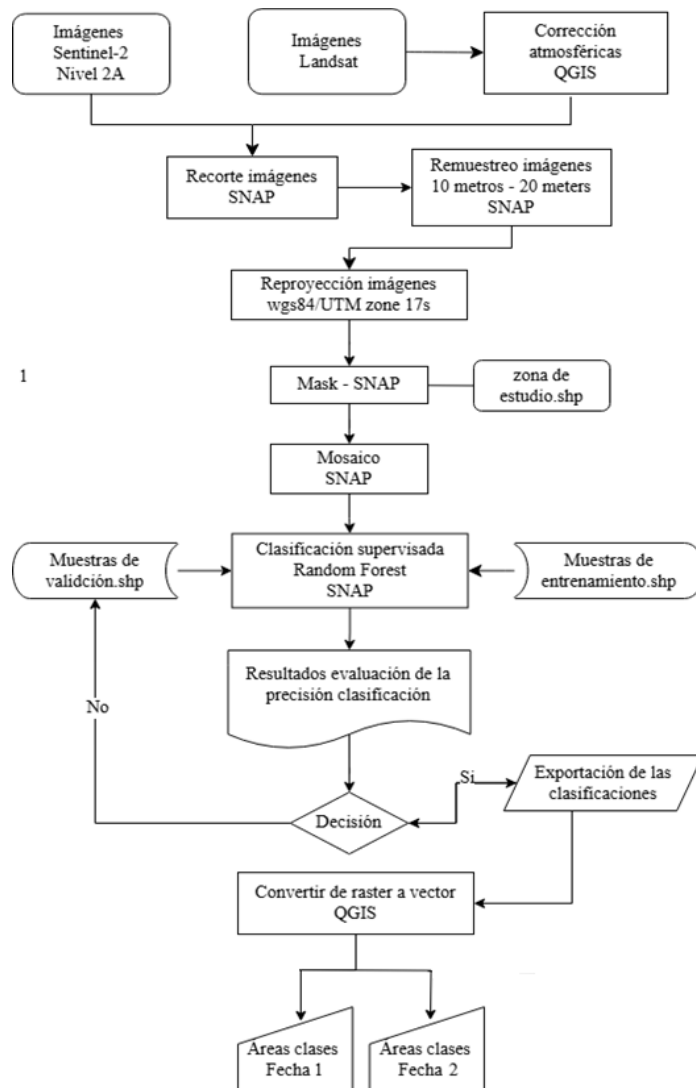 Imágenes
Sentinel-2
Nivel 2A
Imágenes
Landsat
Corrección
atmosféricas
QGIS
Recorte imágenes
SNAP
Remuestreo imágenes
10 metros - 20 meters
SNAP
Reproyección imágenes
wgs84/UTM zone 17s
1
Mask - SNAP
zona de
estudio.shp
Mosaico
SNAP
Muestras de
validción.shp
Clasificación supervisada
Random Forest
SNAP
Muestras de
entrenamiento.shp
Resultados evaluación de la
precisión clasificación
No
Si
Exportación de las
clasificaciones
Decisión
Convertir de raster a vector
QGIS
Áreas clases
Fecha 1
Áreas clases
Fecha 2